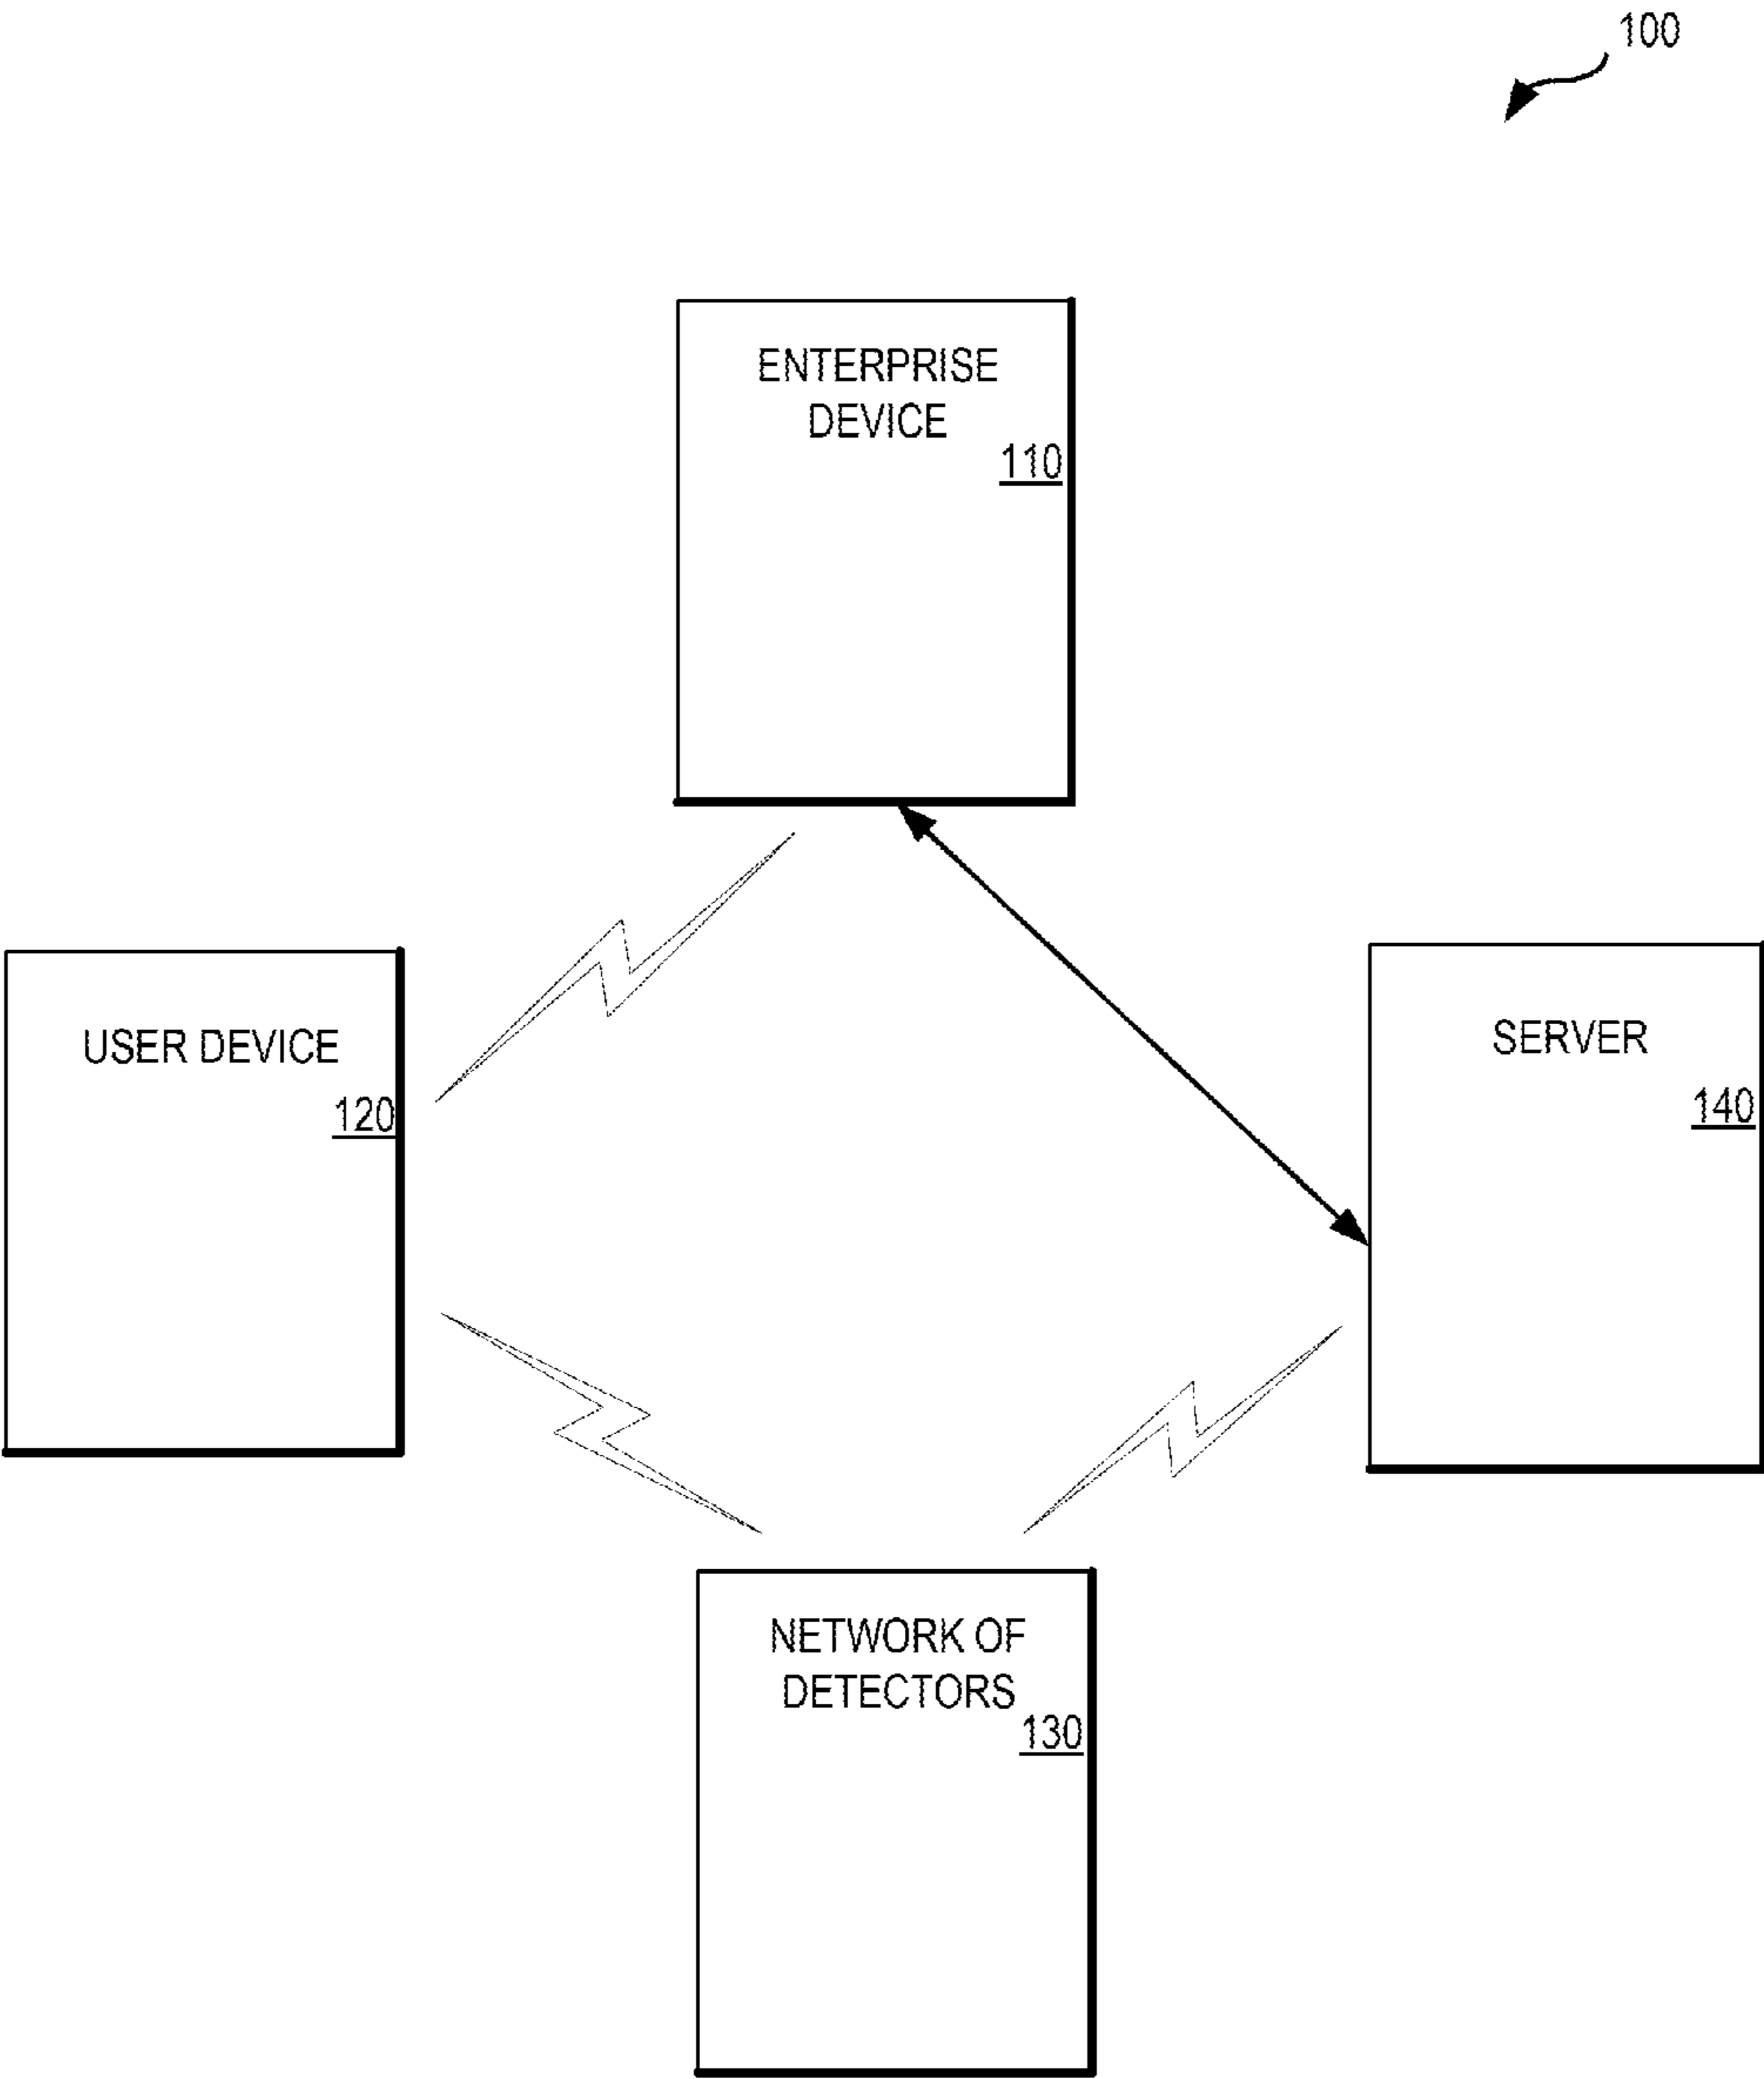 100
ENTERPRISE
DEVICE
110
USER DEVICE
120
SERVER
140
NETWORK OF
DETECTORS
130